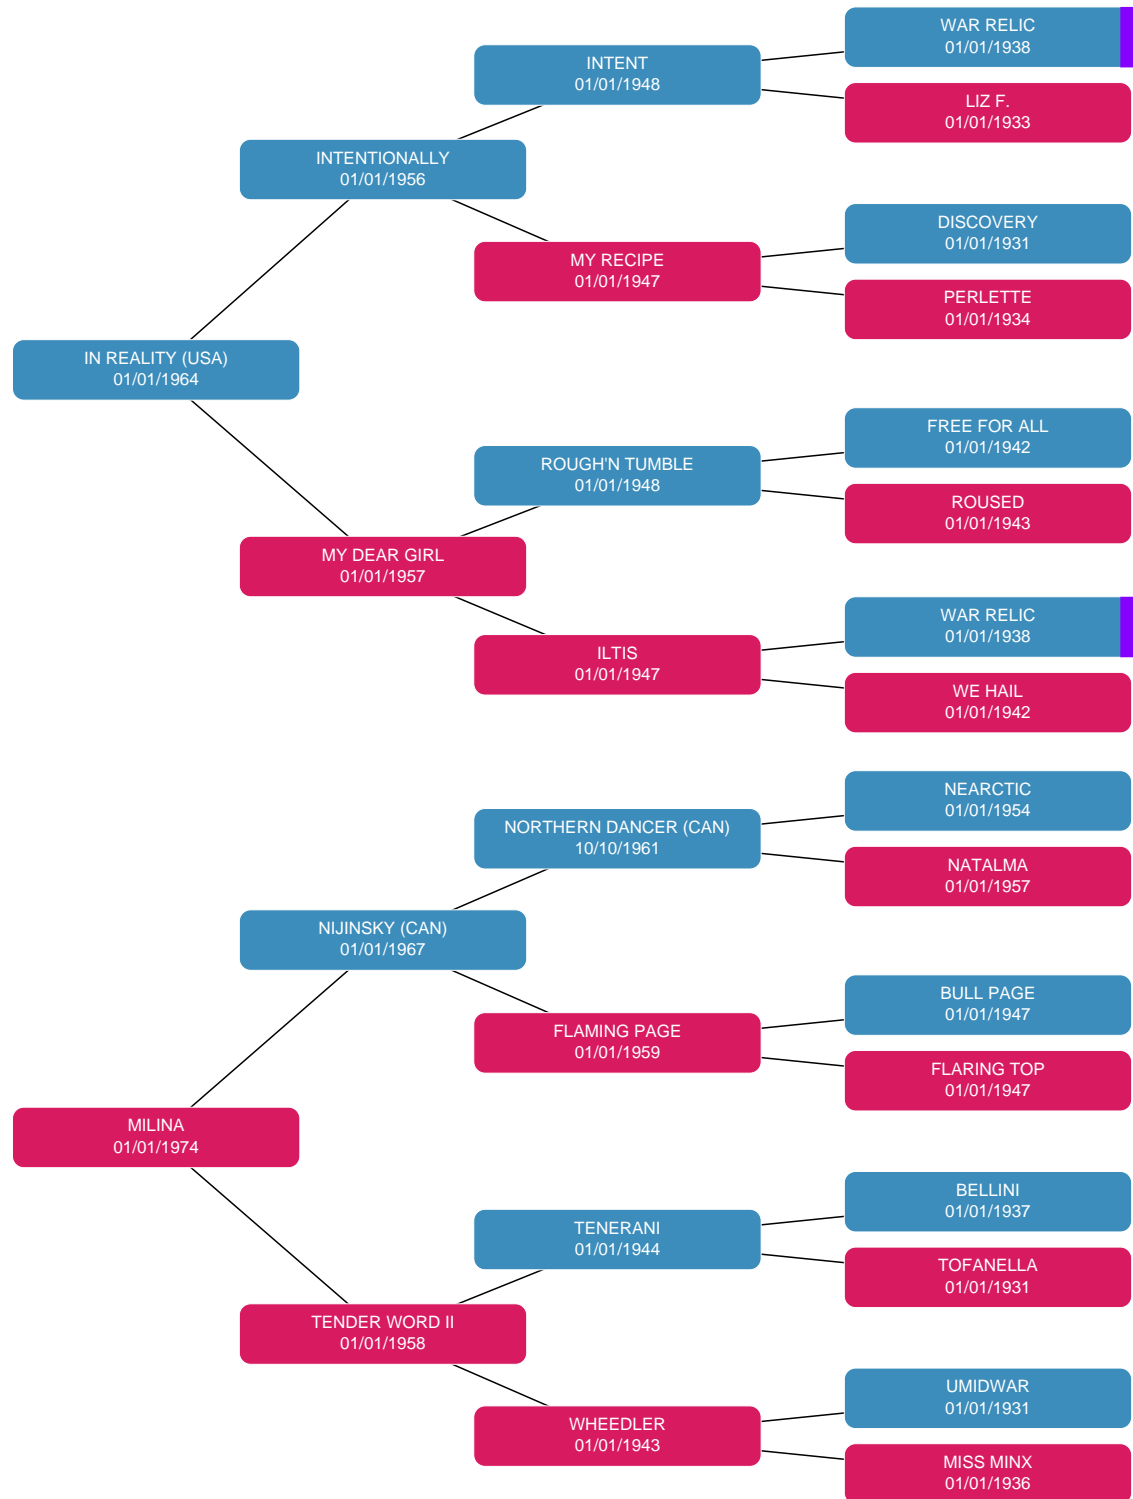 WAR RELIC
01/01/1938
INTENT
01/01/1948
LIZ F.
01/01/1933
INTENTIONALLY
01/01/1956
DISCOVERY
01/01/1931
MY RECIPE
01/01/1947
PERLETTE
01/01/1934
IN REALITY (USA)
01/01/1964
FREE FOR ALL
01/01/1942
ROUGH'N TUMBLE
01/01/1948
ROUSED
01/01/1943
MY DEAR GIRL
01/01/1957
WAR RELIC
01/01/1938
ILTIS
01/01/1947
WE HAIL
01/01/1942
NEARCTIC
01/01/1954
NORTHERN DANCER (CAN)
10/10/1961
NATALMA
01/01/1957
NIJINSKY (CAN)
01/01/1967
BULL PAGE
01/01/1947
FLAMING PAGE
01/01/1959
FLARING TOP
01/01/1947
MILINA
01/01/1974
BELLINI
01/01/1937
TENERANI
01/01/1944
TOFANELLA
01/01/1931
TENDER WORD II
01/01/1958
UMIDWAR
01/01/1931
WHEEDLER
01/01/1943
MISS MINX
01/01/1936